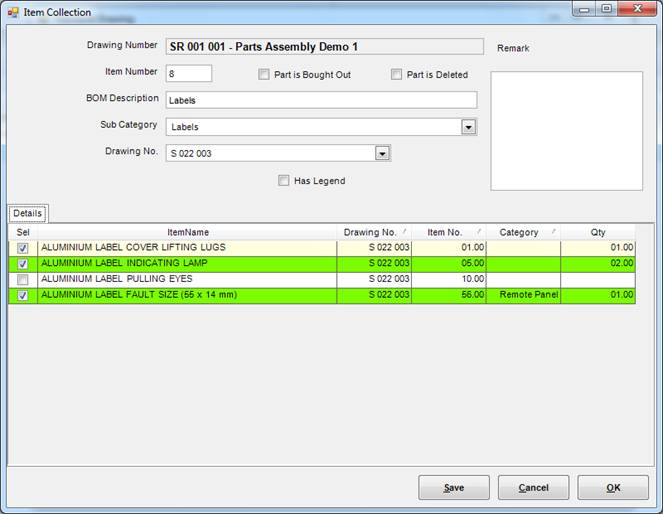 Item Collection
Drawing Number SR 001 001 - Parts Assembly Demo 1 Remark
Item Number 8 Part is Bought Out Part is Deleted
BOM Description Labels
Sub Category Labels
Drawing No. S 022 003
Has Legend
Details
Sel ItemName Drawing No. Item No. Category Qty
ALUMINIUM LABEL COVER LIFTING LUGS S 022 003 01.00 01.00
ALUMINIUM LABEL INDICATING LAMP S 022 003 05.00 02.00
ALUMINIUM LABEL PULLING EYES S 022 003 10.00
ALUMINIUM LABEL FAULT SIZE (55 x 14 mm) S 022 003 56.00 Remote Panel 01.00
Save Cancel OK